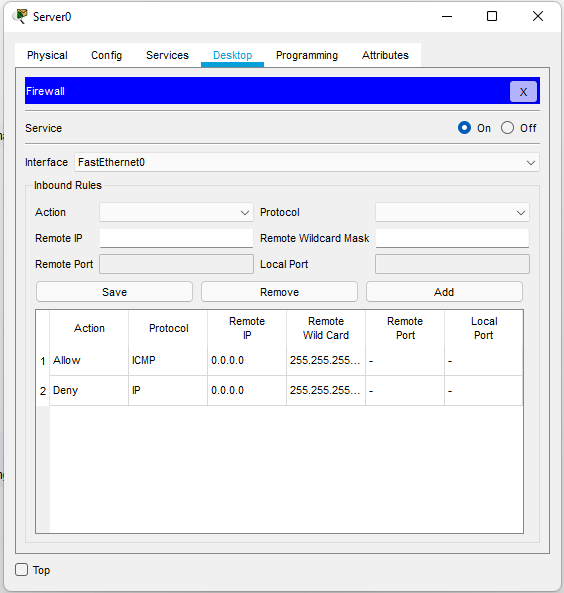 Server0
Physical Config Services Desktop Programming Attributes
Firewall X
Service On Off
Interface FastEthernet0
Inbound Rules
Action Protocol
Remote IP Remote Wildcard Mask
Remote Port Local Port
Save Remove Add
Action Protocol Remote IP Remote Wild Card Remote Port Local Port
1 Allow ICMP 0.0.0.0 255.255.255... - -
2 Deny IP 0.0.0.0 255.255.255... - -
Top